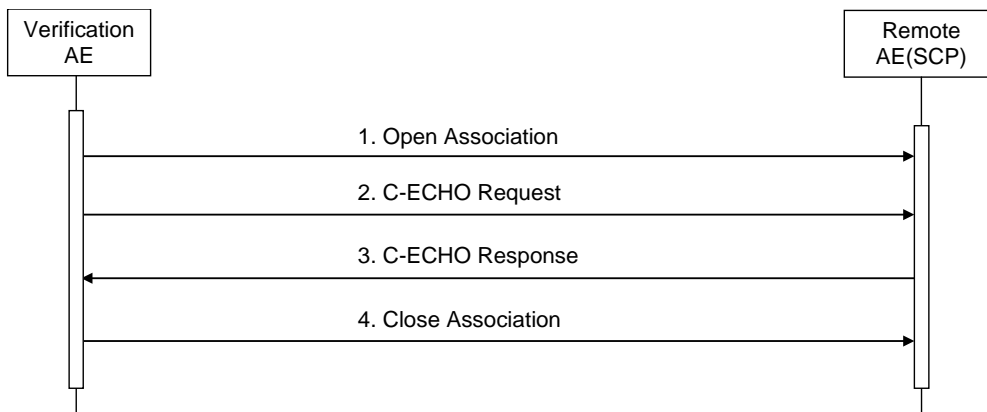 Verification
AE
Remote
AE(SCP)
1. Open Association
2. C-ECHO Request
3. C-ECHO Response
4. Close Association